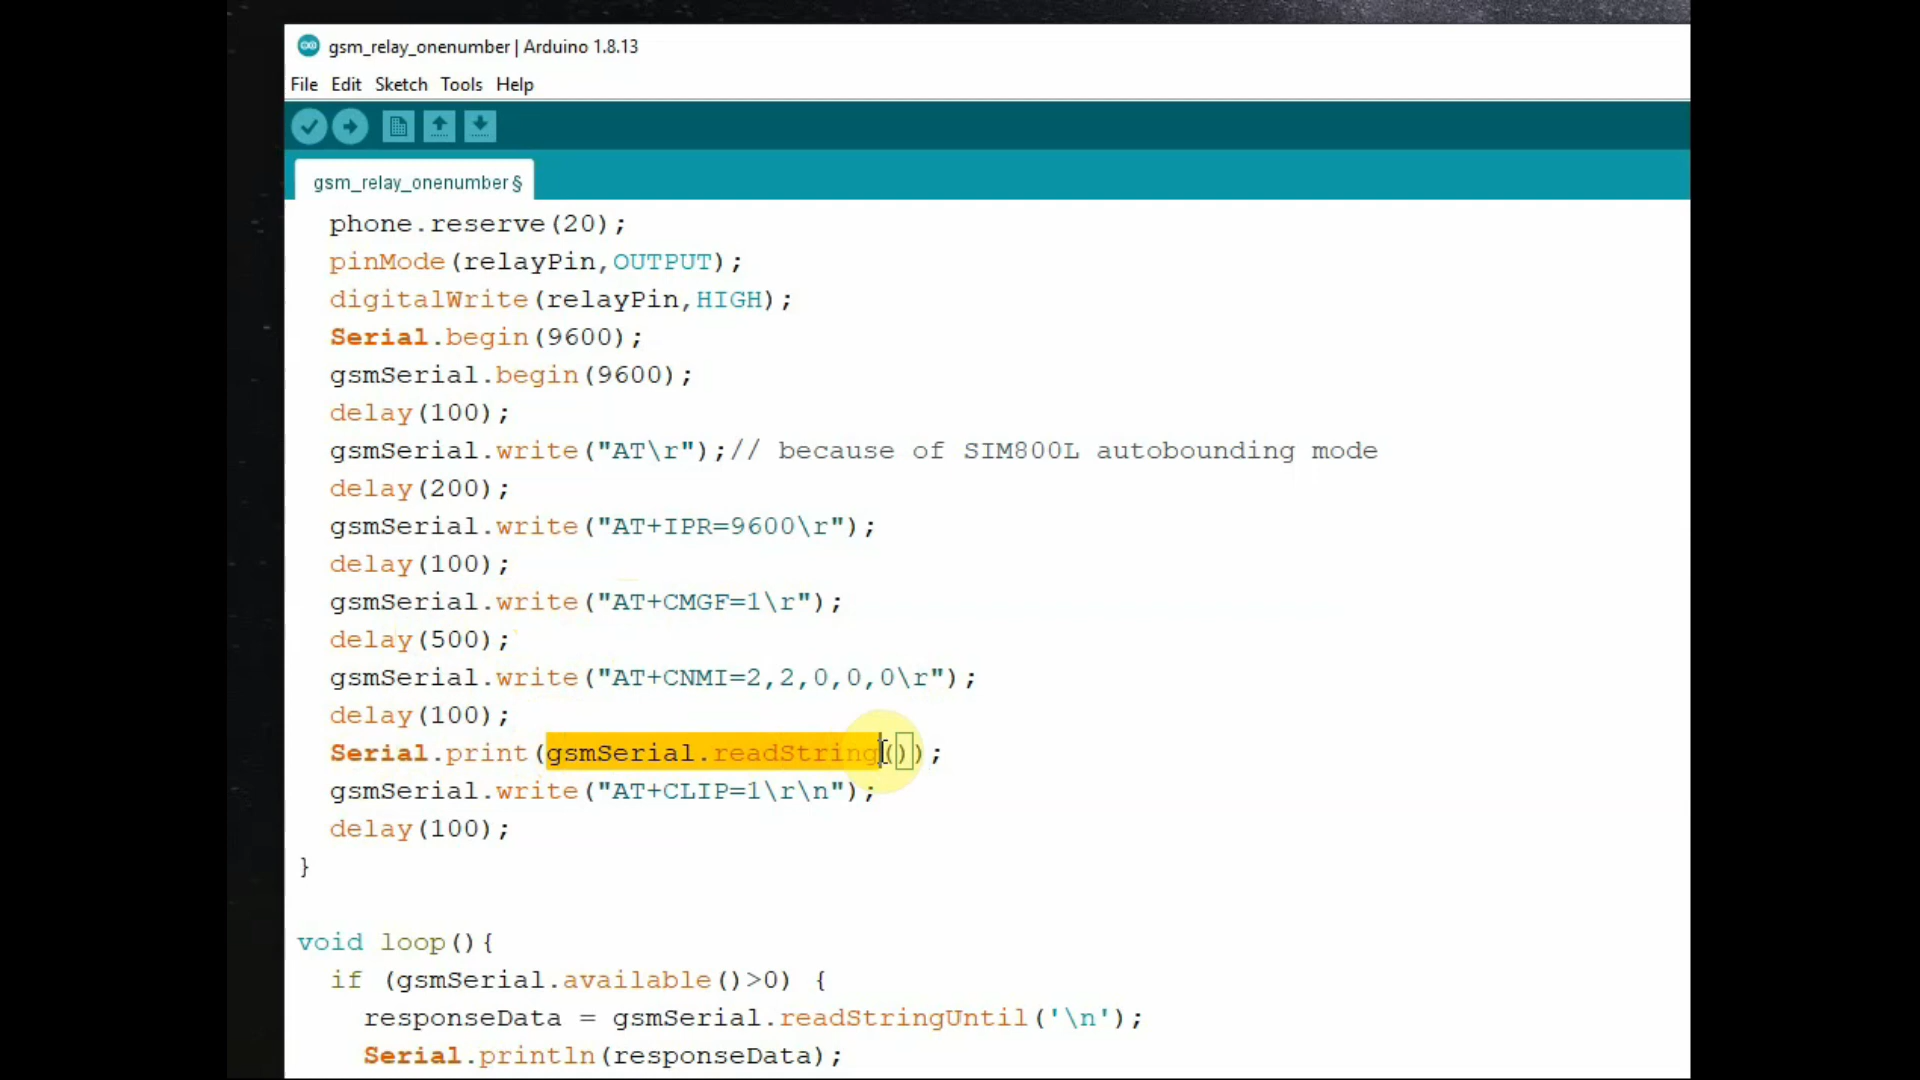 gsm_relay_onenumber | Arduino 1.8.13
File Edit Sketch Tools Help
gsm_relay_onenumber §
phone.reserve(20);
pinMode(relayPin,OUTPUT);
digitalWrite(relayPin,HIGH);
Serial.begin(9600);
gsmSerial.begin(9600);
delay(100);
gsmSerial.write("AT\r");// because of SIM800L autobounding mode
delay(200);
gsmSerial.write("AT+IPR=9600\r");
delay(100);
gsmSerial.write("AT+CMGF=1\r");
delay(500);
gsmSerial.write("AT+CNMI=2,2,0,0,0\r");
delay(100);
Serial.print(gsmSerial.readString());
gsmSerial.write("AT+CLIP=1\r\n");
delay(100);
}
void loop(){
if (gsmSerial.available()>0) {
responseData = gsmSerial.readStringUntil('\n');
Serial.println(responseData);